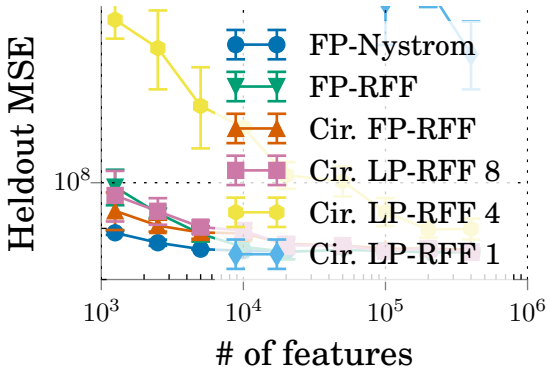 Heldout MSE
10^8
FP-Nystrom
FP-RFF
Cir. FP-RFF
Cir. LP-RFF 8
Cir. LP-RFF 4
Cir. LP-RFF 1
10^3 10^4 10^5 10^6
# of features